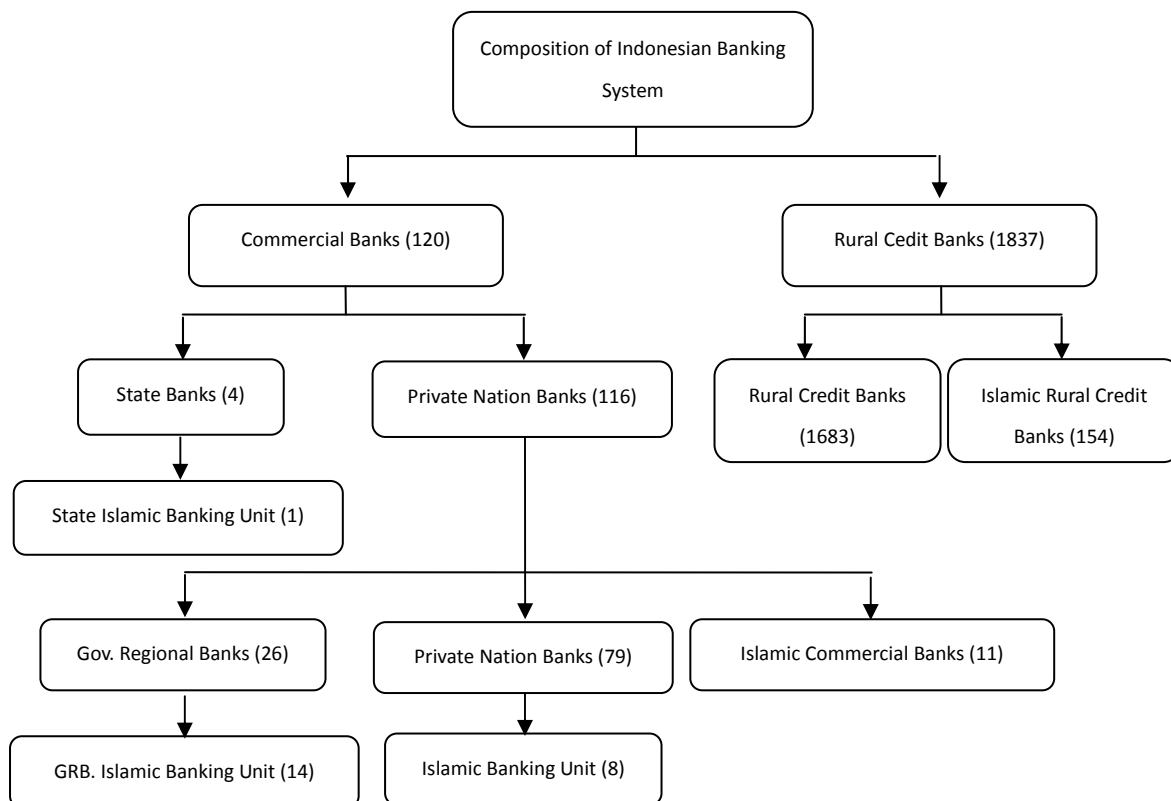 Composition of Indonesian Banking
System
Commercial Banks (120)
Rural Cedit Banks (1837)
State Banks (4)
Private Nation Banks (116)
Rural Credit Banks
(1683)
Islamic Rural Credit
Banks (154)
State Islamic Banking Unit (1)
Gov. Regional Banks (26)
Private Nation Banks (79)
Islamic Commercial Banks (11)
GRB. Islamic Banking Unit (14)
Islamic Banking Unit (8)